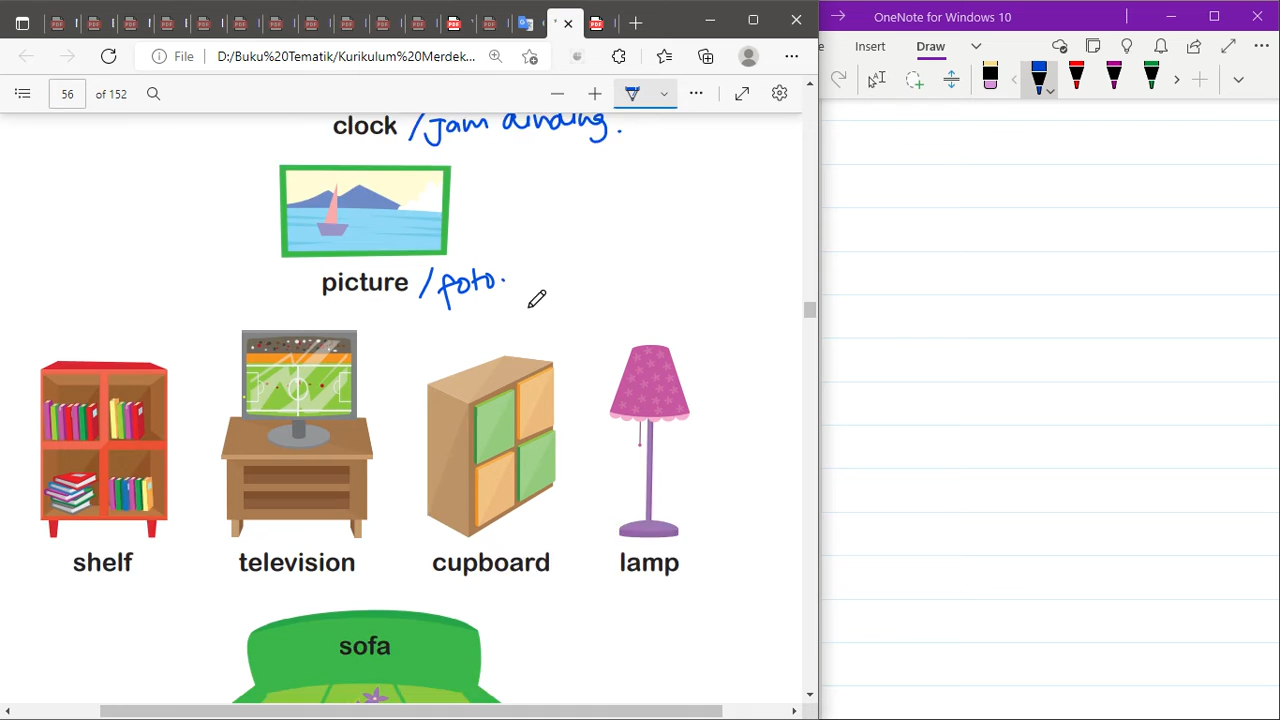 OneNote for Windows 10
File D:/Buku%20Tematik/Kurikulum%20Merdek...
Insert Draw
56 of 152
clock /jam dinding.
picture /foto.
shelf television cupboard lamp
sofa